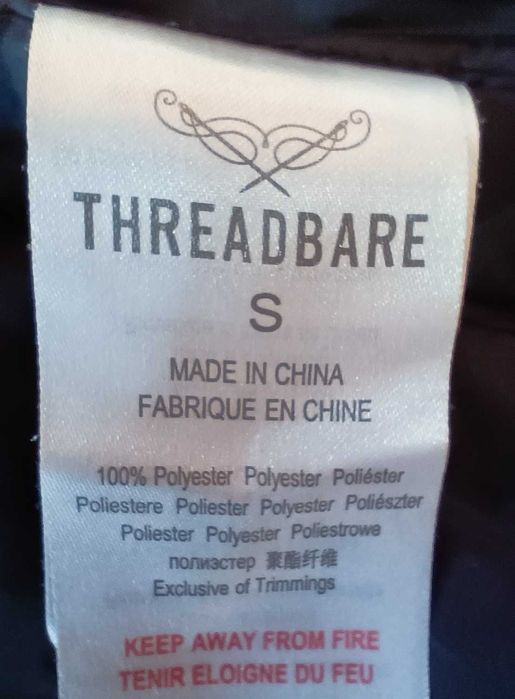 THREADBARE
S
MADE IN CHINA
FABRIQUE EN CHINE
100% Polyester Polyester Poliéster
Poliestere Poliester Polyester Poliészter
Poliester Polyester Poliestrowe
полиэстер 聚酯纤维
Exclusive of Trimmings
KEEP AWAY FROM FIRE
TENIR ELOIGNE DU FEU